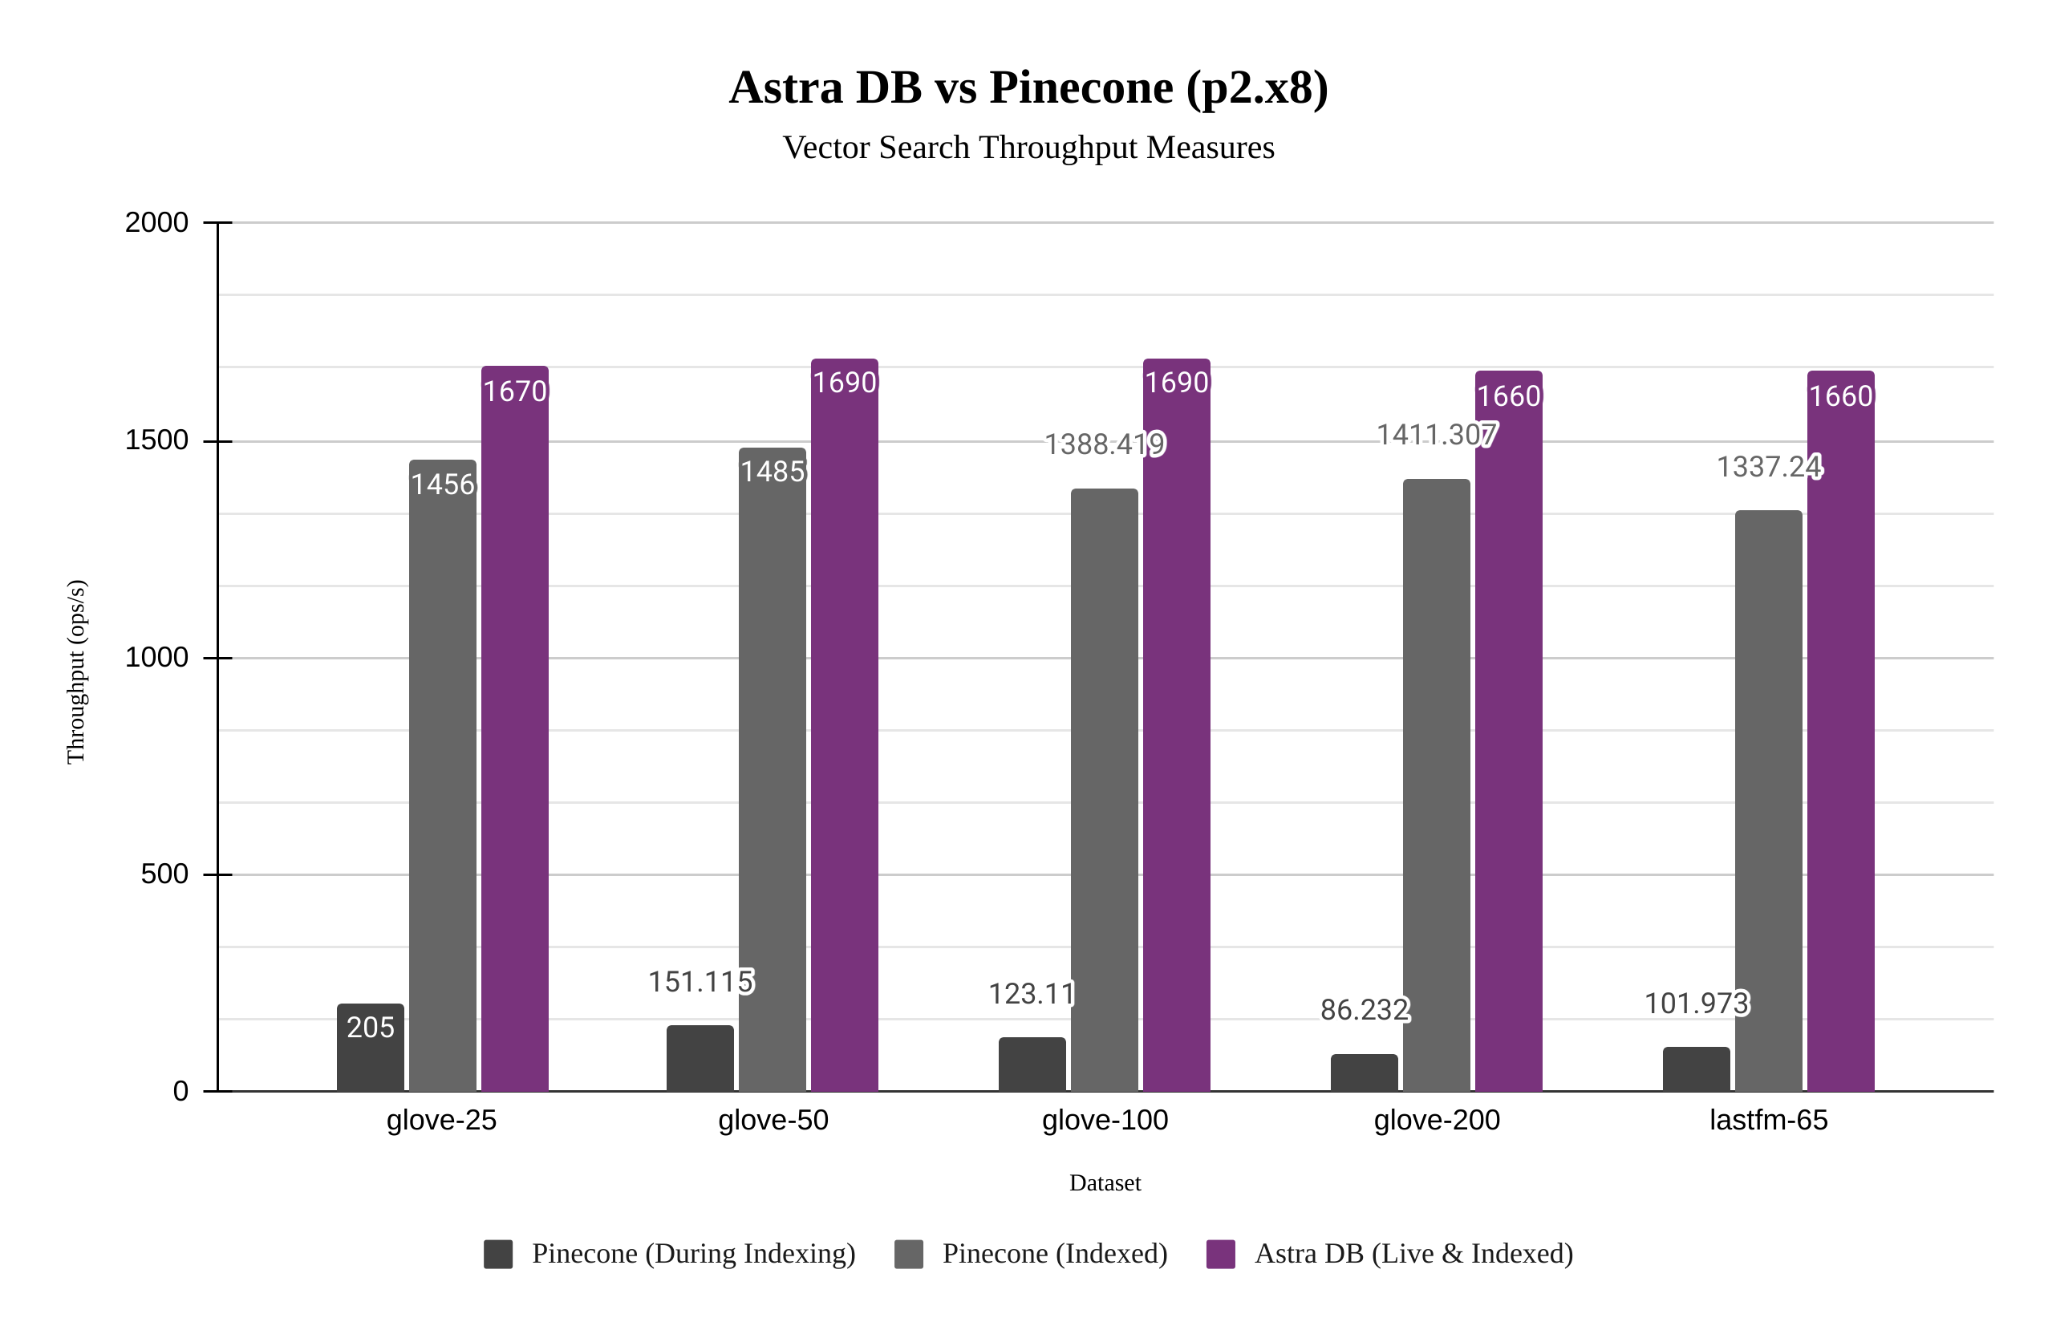 Astra DB vs Pinecone (p2.x8)
Vector Search Throughput Measures
Throughput (ops/s)
2000
1500
1000
500
0
205
1456
1670
151.115
1485
1690
123.11
1388.419
1690
86.232
1411.307
1660
101.973
1337.24
1660
glove-25
glove-50
glove-100
glove-200
lastfm-65
Dataset
Pinecone (During Indexing)
Pinecone (Indexed)
Astra DB (Live & Indexed)